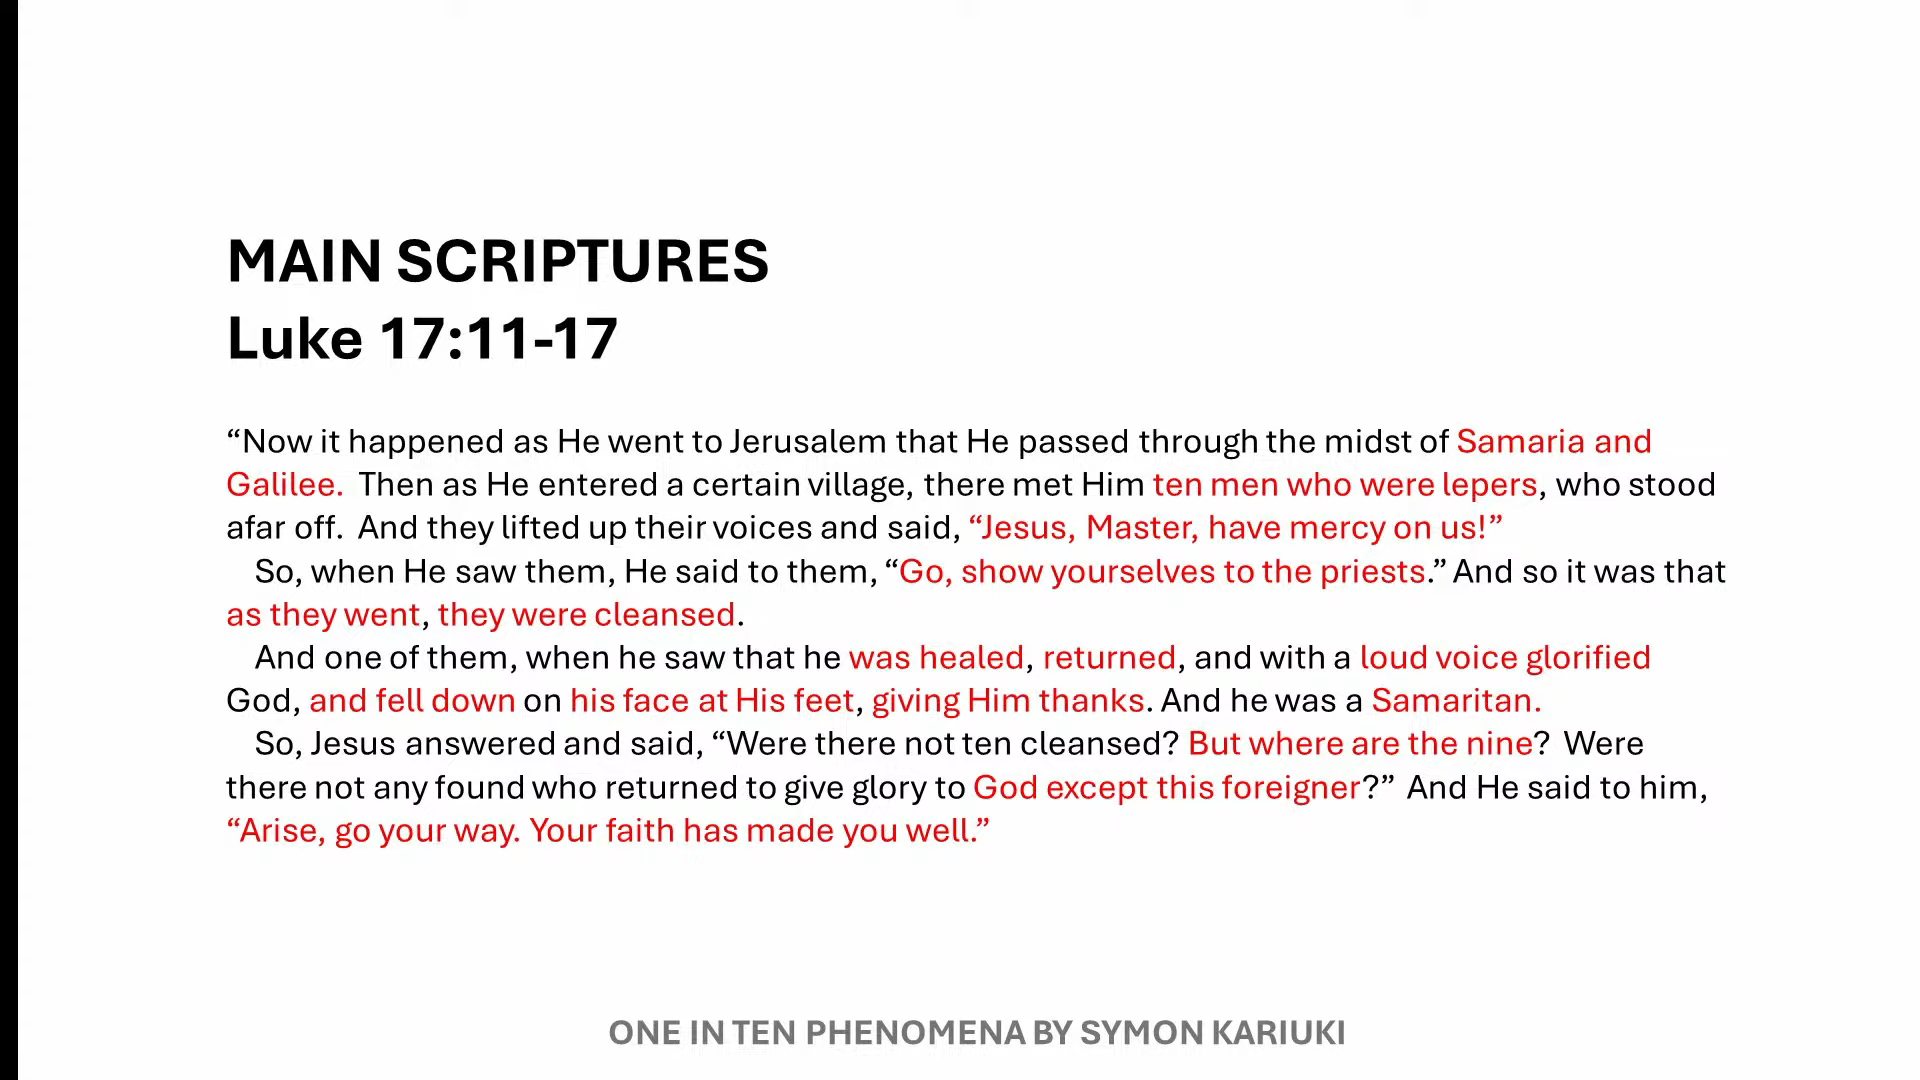 MAIN SCRIPTURES
Luke 17:11-17
“Now it happened as He went to Jerusalem that He passed through the midst of Samaria and
Galilee.  Then as He entered a certain village, there met Him ten men who were lepers, who stood
afar off.  And they lifted up their voices and said, “Jesus, Master, have mercy on us!”
So, when He saw them, He said to them, “Go, show yourselves to the priests.” And so it was that
as they went, they were cleansed.
And one of them, when he saw that he was healed, returned, and with a loud voice glorified
God, and fell down on his face at His feet, giving Him thanks. And he was a Samaritan.
So, Jesus answered and said, “Were there not ten cleansed? But where are the nine?  Were
there not any found who returned to give glory to God except this foreigner?”  And He said to him,
“Arise, go your way. Your faith has made you well.”
ONE IN TEN PHENOMENA BY SYMON KARIUKI